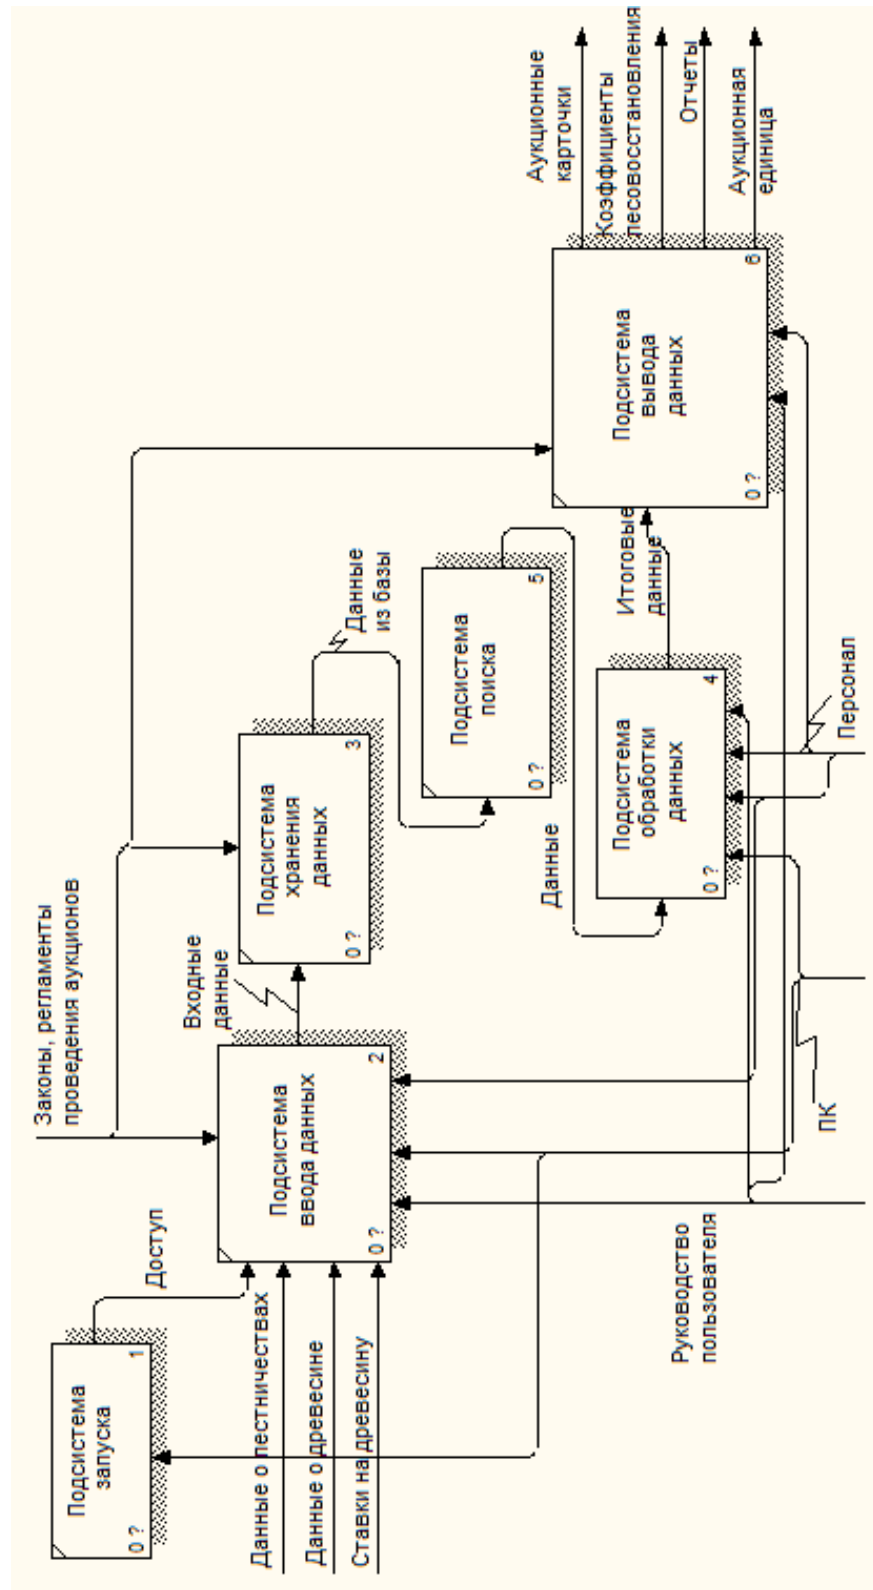 Законы, регламенты
проведения аукционов
Подсистема
запуска
0 ?
1
Доступ
Данные о лестничествах
Данные о древесине
Ставки на древесину
Подсистема
ввода данных
0 ?
2
Входные
данные
Подсистема
хранения
данных
0 ?
3
Данные
из базы
Подсистема
поиска
0 ?
5
Данные
Подсистема
обработки
данных
0 ?
4
Итоговые
данные
Подсистема
вывода
данных
0 ?
6
Аукционные
карточки
Коэффициенты
лесовосстановления
Отчеты
Аукционная
единица
Руководство
пользователя
ПК
Персонал